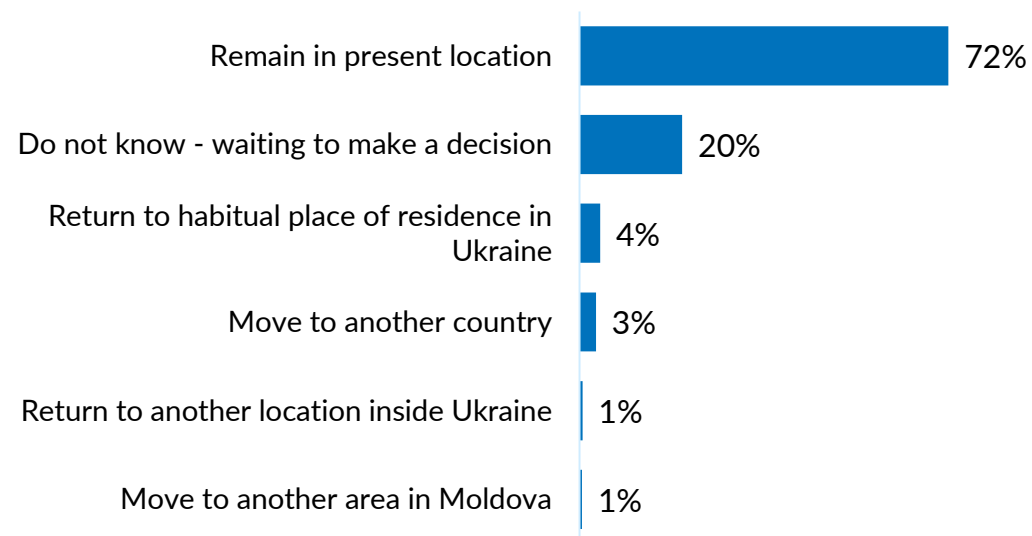 Remain in present location 72%
Do not know - waiting to make a decision 20%
Return to habitual place of residence in
Ukraine 4%
Move to another country 3%
Return to another location inside Ukraine 1%
Move to another area in Moldova 1%